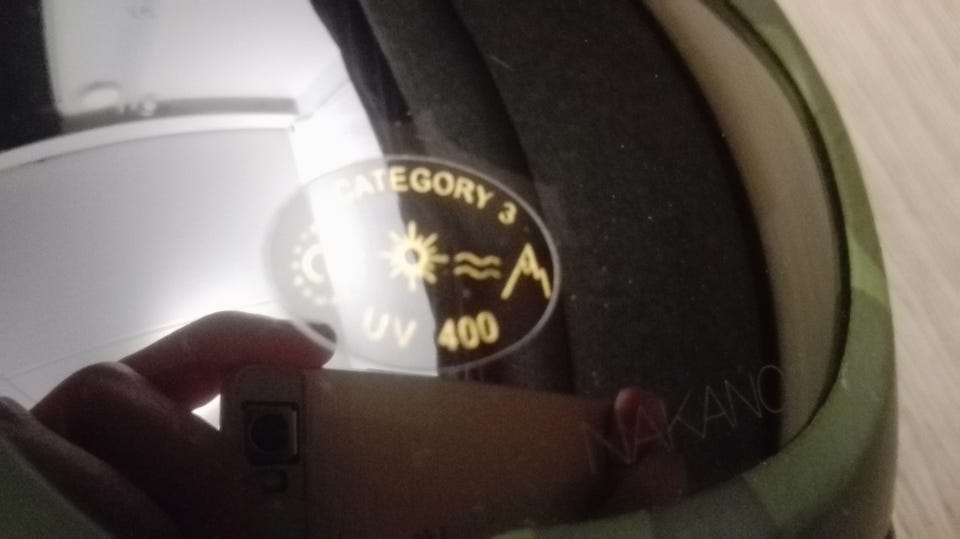 CATEGORY 3
UV 400
NAKANO